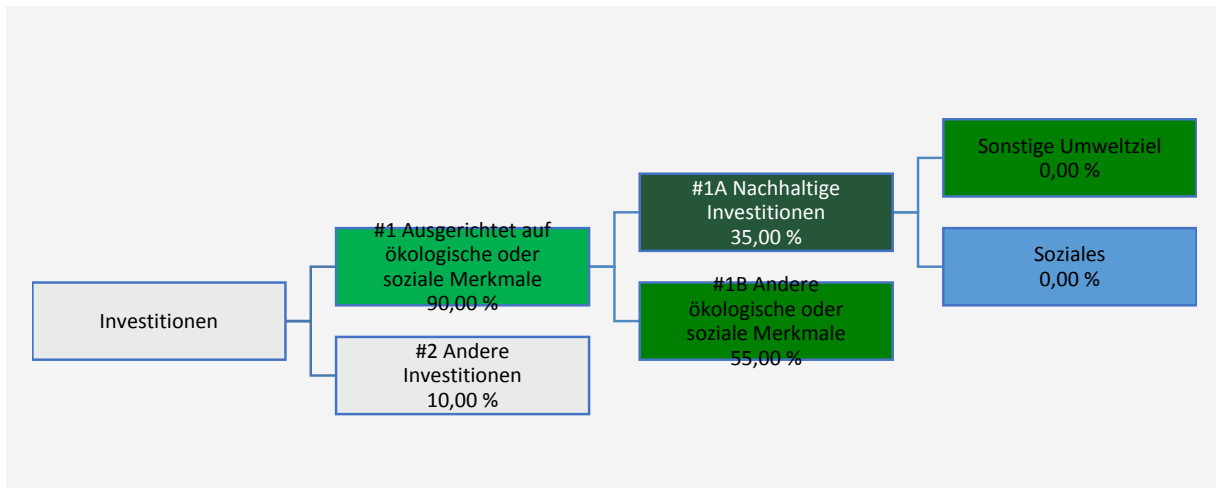 Investitionen
#1 Ausgerichtet auf
ökologische oder
soziale Merkmale
90,00 %
#2 Andere
Investitionen
10,00 %
#1A Nachhaltige
Investitionen
35,00 %
#1B Andere
ökologische oder
soziale Merkmale
55,00 %
Sonstige Umweltziel
0,00 %
Soziales
0,00 %